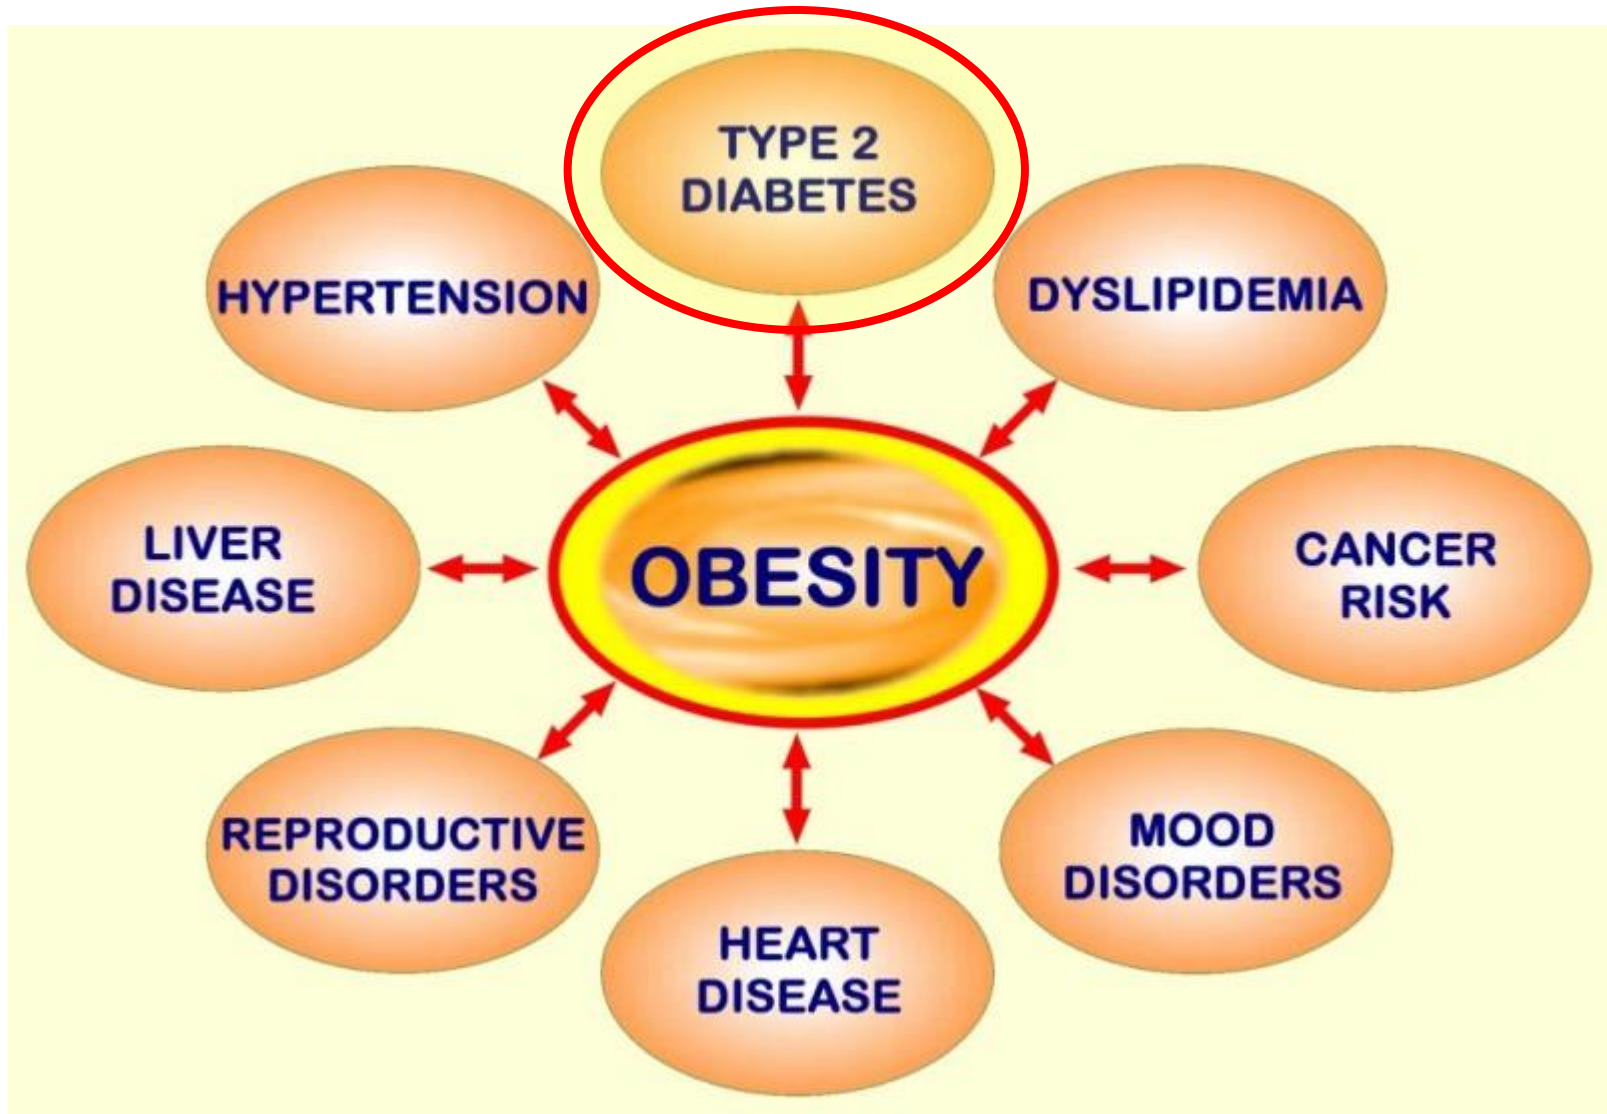 TYPE 2
DIABETES
HYPERTENSION
DYSLIPIDEMIA
LIVER
DISEASE
OBESITY
CANCER
RISK
REPRODUCTIVE
DISORDERS
MOOD
DISORDERS
HEART
DISEASE